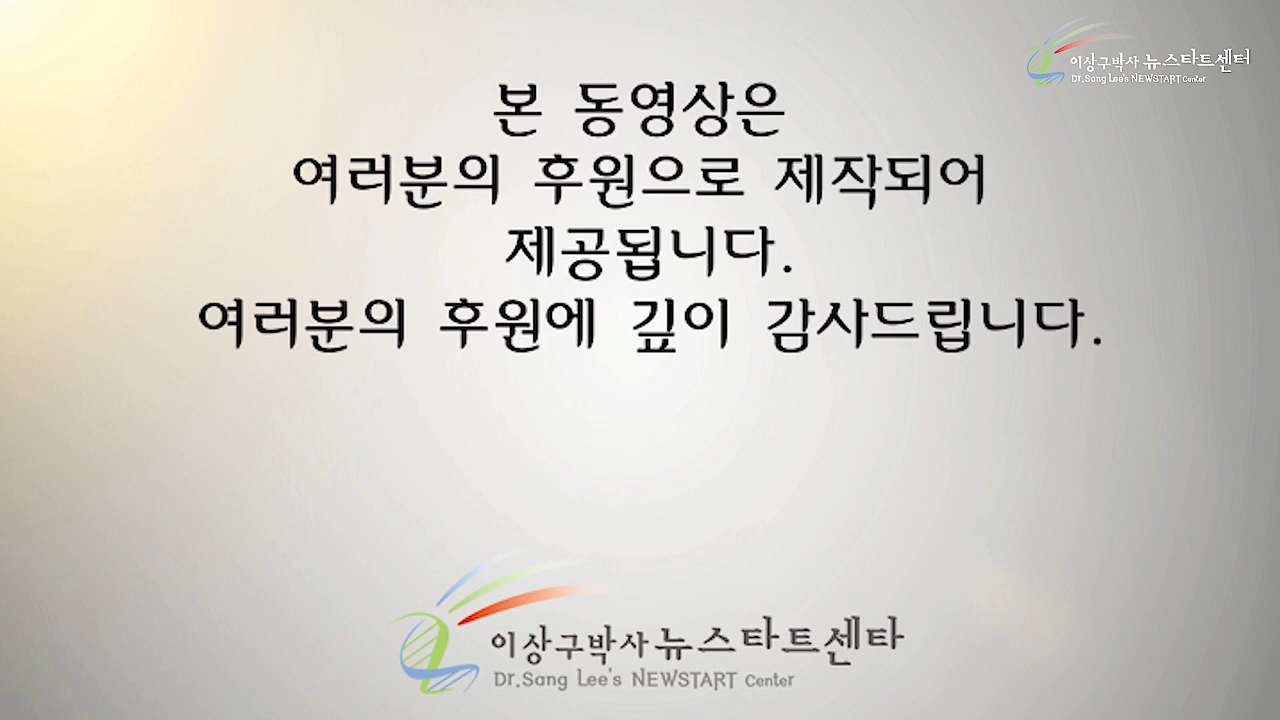 이상구박사 뉴스타트센터
Dr.Sang Lee's NEWSTART Center
본 동영상은
여러분의 후원으로 제작되어
제공됩니다.
여러분의 후원에 깊이 감사드립니다.
이상구박사 뉴스타트센타
Dr.Sang Lee's NEWSTART Center